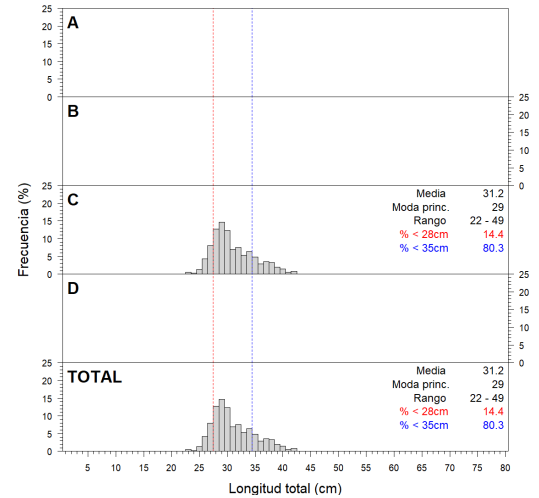 25
20
15
10
5
0
A
B
25
20
15
10
5
0
Frecuencia (%)
25
20
15
10
5
0
C
Media 31.2
Moda princ. 29
Rango 22 - 49
% < 28cm 14.4
% < 35cm 80.3
D
25
20
15
10
5
0
25
20
15
10
5
0
TOTAL
Media 31.2
Moda princ. 29
Rango 22 - 49
% < 28cm 14.4
% < 35cm 80.3
5 10 15 20 25 30 35 40 45 50 55 60 65 70 75 80
Longitud total (cm)